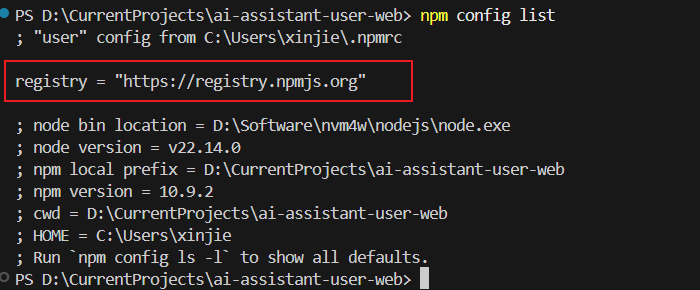 PS D:\CurrentProjects\ai-assistant-user-web> npm config list
; "user" config from C:\Users\xinjie\.npmrc
registry = "https://registry.npmjs.org"
; node bin location = D:\Software\nvm4w\nodejs\node.exe
; node version = v22.14.0
; npm local prefix = D:\CurrentProjects\ai-assistant-user-web
; npm version = 10.9.2
; cwd = D:\CurrentProjects\ai-assistant-user-web
; HOME = C:\Users\xinjie
; Run `npm config ls -l` to show all defaults.
PS D:\CurrentProjects\ai-assistant-user-web>